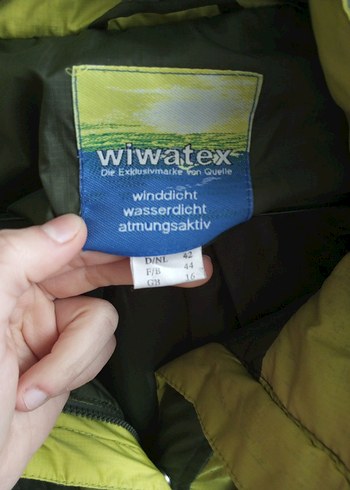 wiwatex
Die Exklusivmarke von Quelle
winddicht
wasserdicht
atmungsaktiv
D/NL 42
F/B 44
GB 16